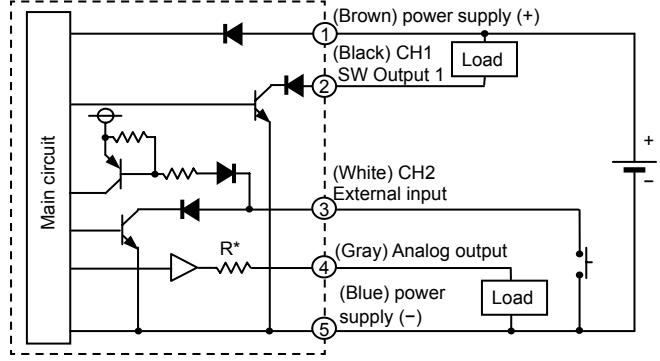 Main circuit
1
(Brown) power supply (+)
(Black) CH1
SW Output 1
Load
2
+
−
(White) CH2
External input
3
R*
(Gray) Analog output
4
Load
(Blue) power
supply (−)
5